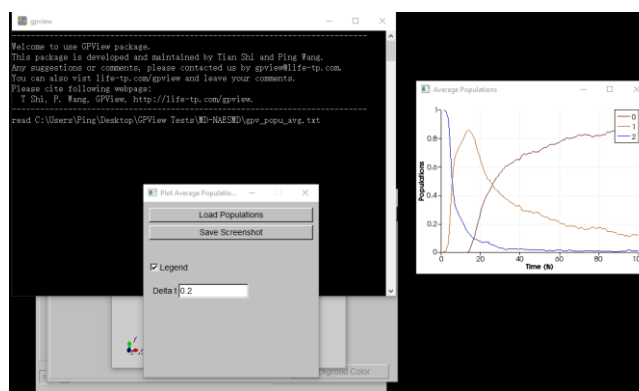 gpview
Welcome to use GPView package.
This package is developed and maintained by Tian Shi and Ping Wang.
Any suggestions or comments, please contacted us by gpview@life-tp.com.
You can also vist life-tp.com/gpview and leave your comments.
Please cite following webpage:
T Shi, P. Wang, GPView, http://life-tp.com/gpview.
read C:\Users\Ping\Desktop\GPView Tests\MD-NAESMD\gpv_popu_avg.txt
Plot Average Populatio...
Load Populations
Save Screenshot
Legend
Delta t 0.2
Color
Average Populations
1
0.8
0.6
0.4
0.2
0
Populations
0
1
2
0 20 40 60 80 100
Time (fs)